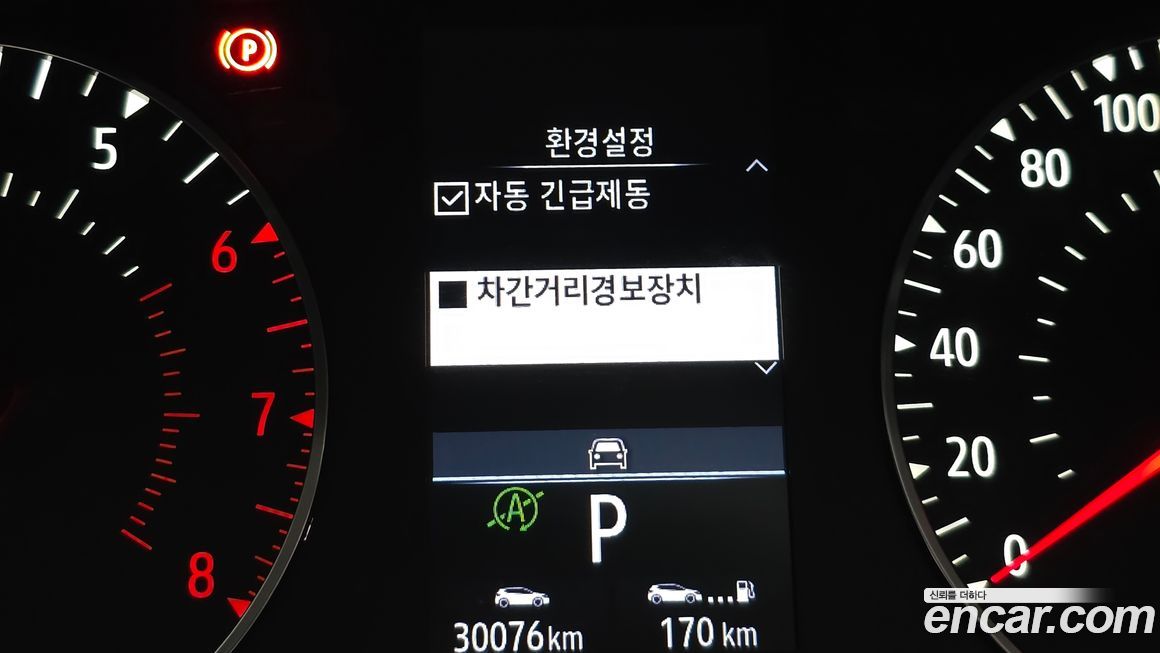 P
환경설정
자동 긴급제동
차간거리경보장치
5
6
7
8
100
80
60
40
20
0
A
P
30076km
170 km
신뢰를 더하다
encar.com